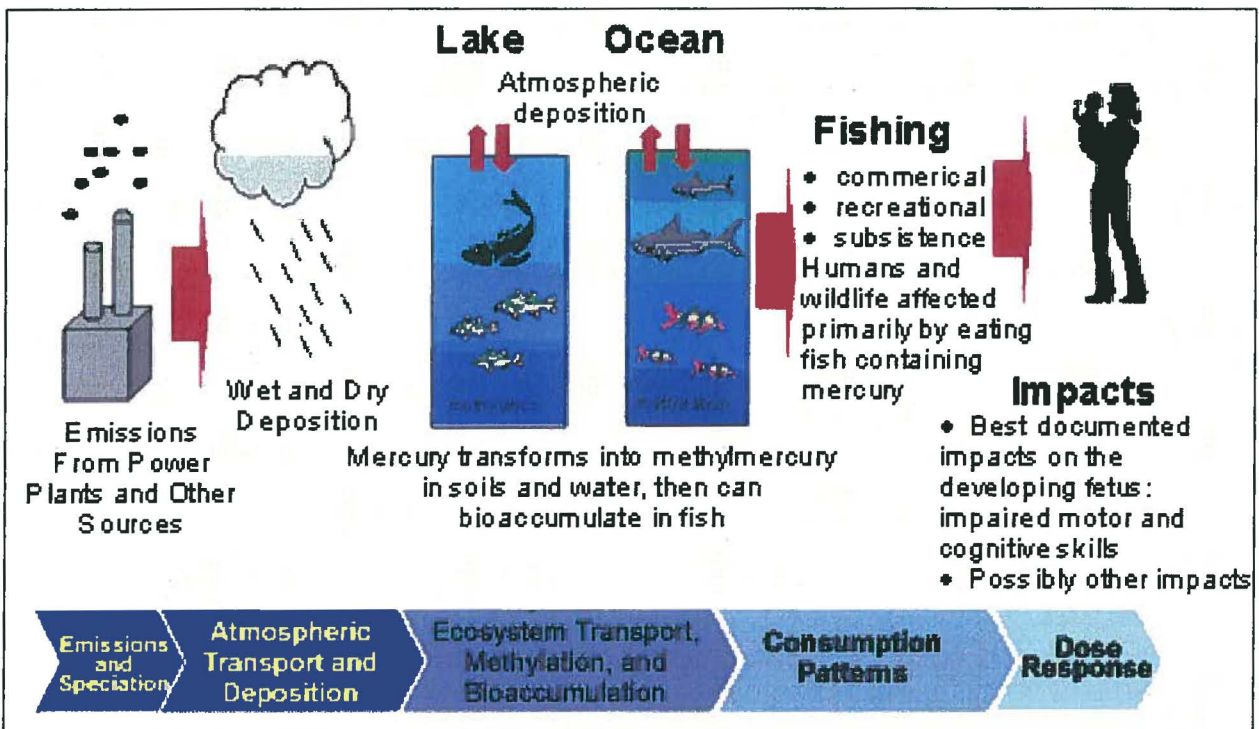 Lake
Ocean
Atmospheric
deposition
Wet and Dry
Deposition
Emissions
From Power
Plants and Other
Sources
methylation
methylation
Mercury transforms into methylmercury
in soils and water, then can
bioaccumulate in fish
Fishing
• commerical
• recreational
• subsistence
Humans and
wildlife affected
primarily by eating
fish containing
mercury
Impacts
• Best documented
impacts on the
developing fetus:
impaired motor and
cognitive skills
• Possibly other impacts
Emissions
and
Speciation
Atmospheric
Transport and
Deposition
Ecosystem Transport,
Methylation, and
Bioaccumulation
Consumption
Patterns
Dose
Response